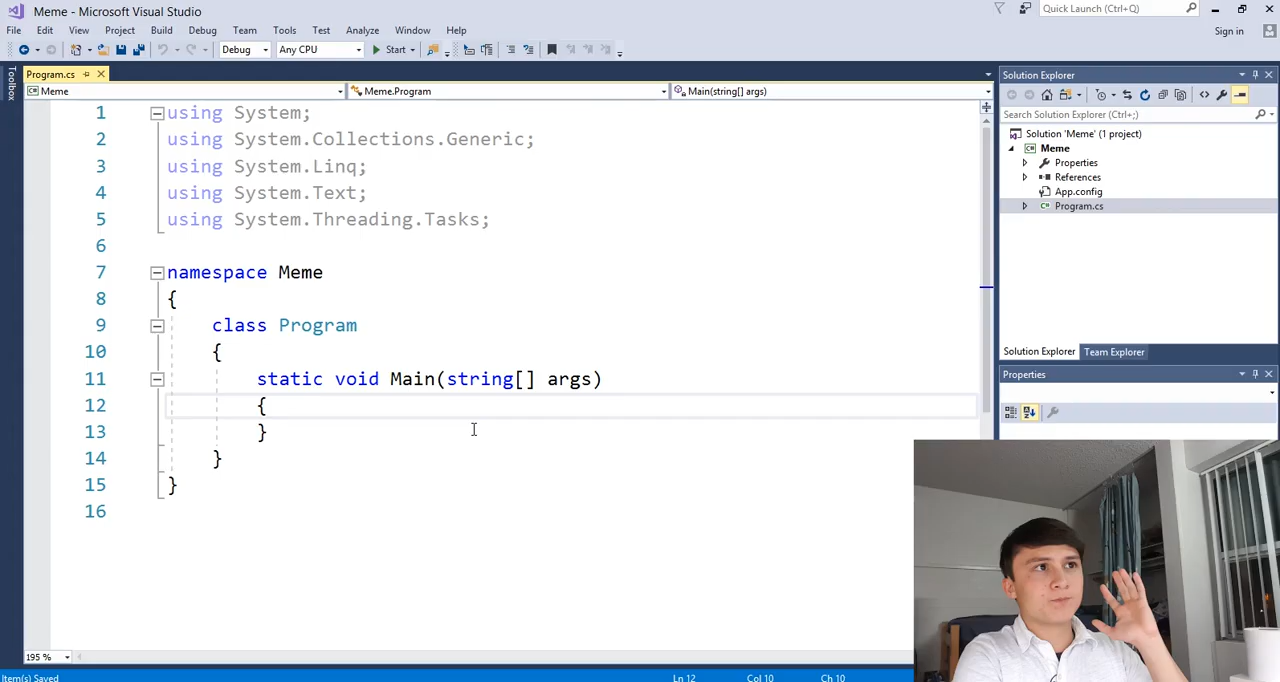 Meme - Microsoft Visual Studio
Quick Launch (Ctrl+Q)
File Edit View Project Build Debug Team Tools Test Analyze Window Help
Sign in
Debug Any CPU Start
Toolbox
Program.cs
Meme Meme.Program Main(string[] args)
1 using System;
2 using System.Collections.Generic;
3 using System.Linq;
4 using System.Text;
5 using System.Threading.Tasks;
6
7 namespace Meme
8 {
9 class Program
10 {
11 static void Main(string[] args)
12 {
13 }
14 }
15 }
16
195 %
Solution Explorer
Search Solution Explorer (Ctrl+;)
Solution 'Meme' (1 project)
C# Meme
Properties
References
App.config
C# Program.cs
Solution Explorer Team Explorer
Properties
Item(s) Saved Ln 12 Col 10 Ch 10